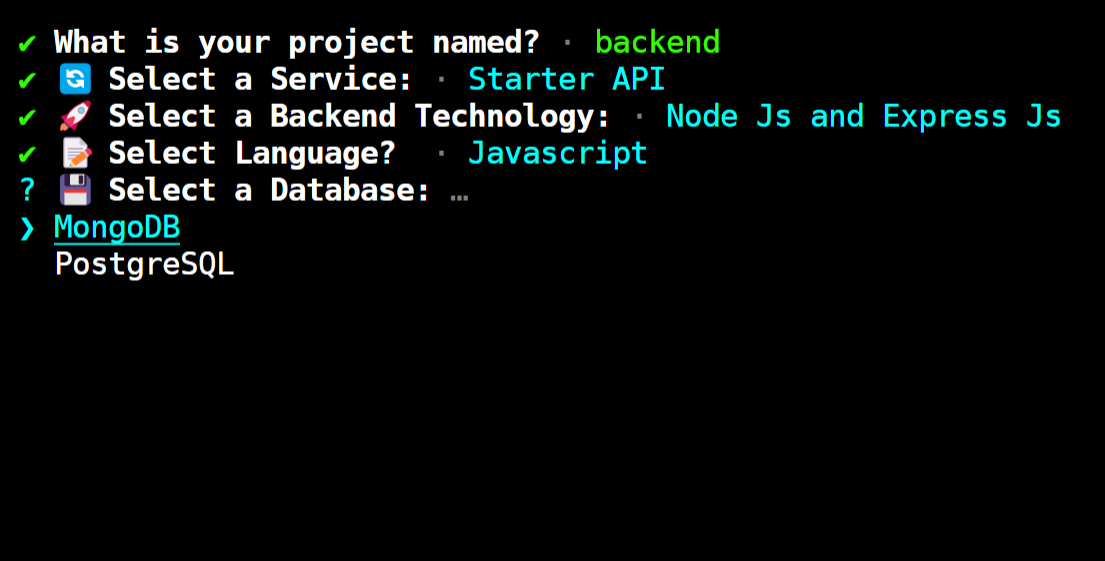 ✔ What is your project named? · backend
✔ 🔄 Select a Service: · Starter API
✔ 🚀 Select a Backend Technology: · Node Js and Express Js
✔ 📝 Select Language?  · Javascript
? 💾 Select a Database: …
❯ MongoDB
PostgreSQL